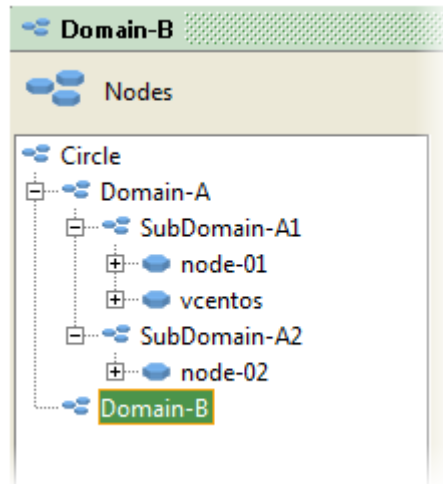 Domain-B
Nodes
Circle
Domain-A
SubDomain-A1
node-01
vcentos
SubDomain-A2
node-02
Domain-B